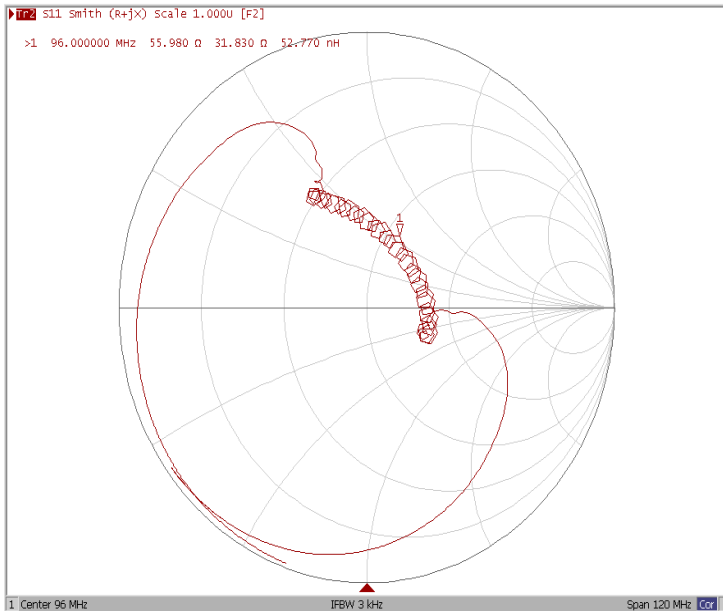 Tr2 S11 Smith (R+jX) Scale 1.000U [F2]
>1 96.000000 MHz 55.980 Ω 31.830 Ω 52.770 nH
1
1 Center 96 MHz IFBW 3 kHz Span 120 MHz Cor